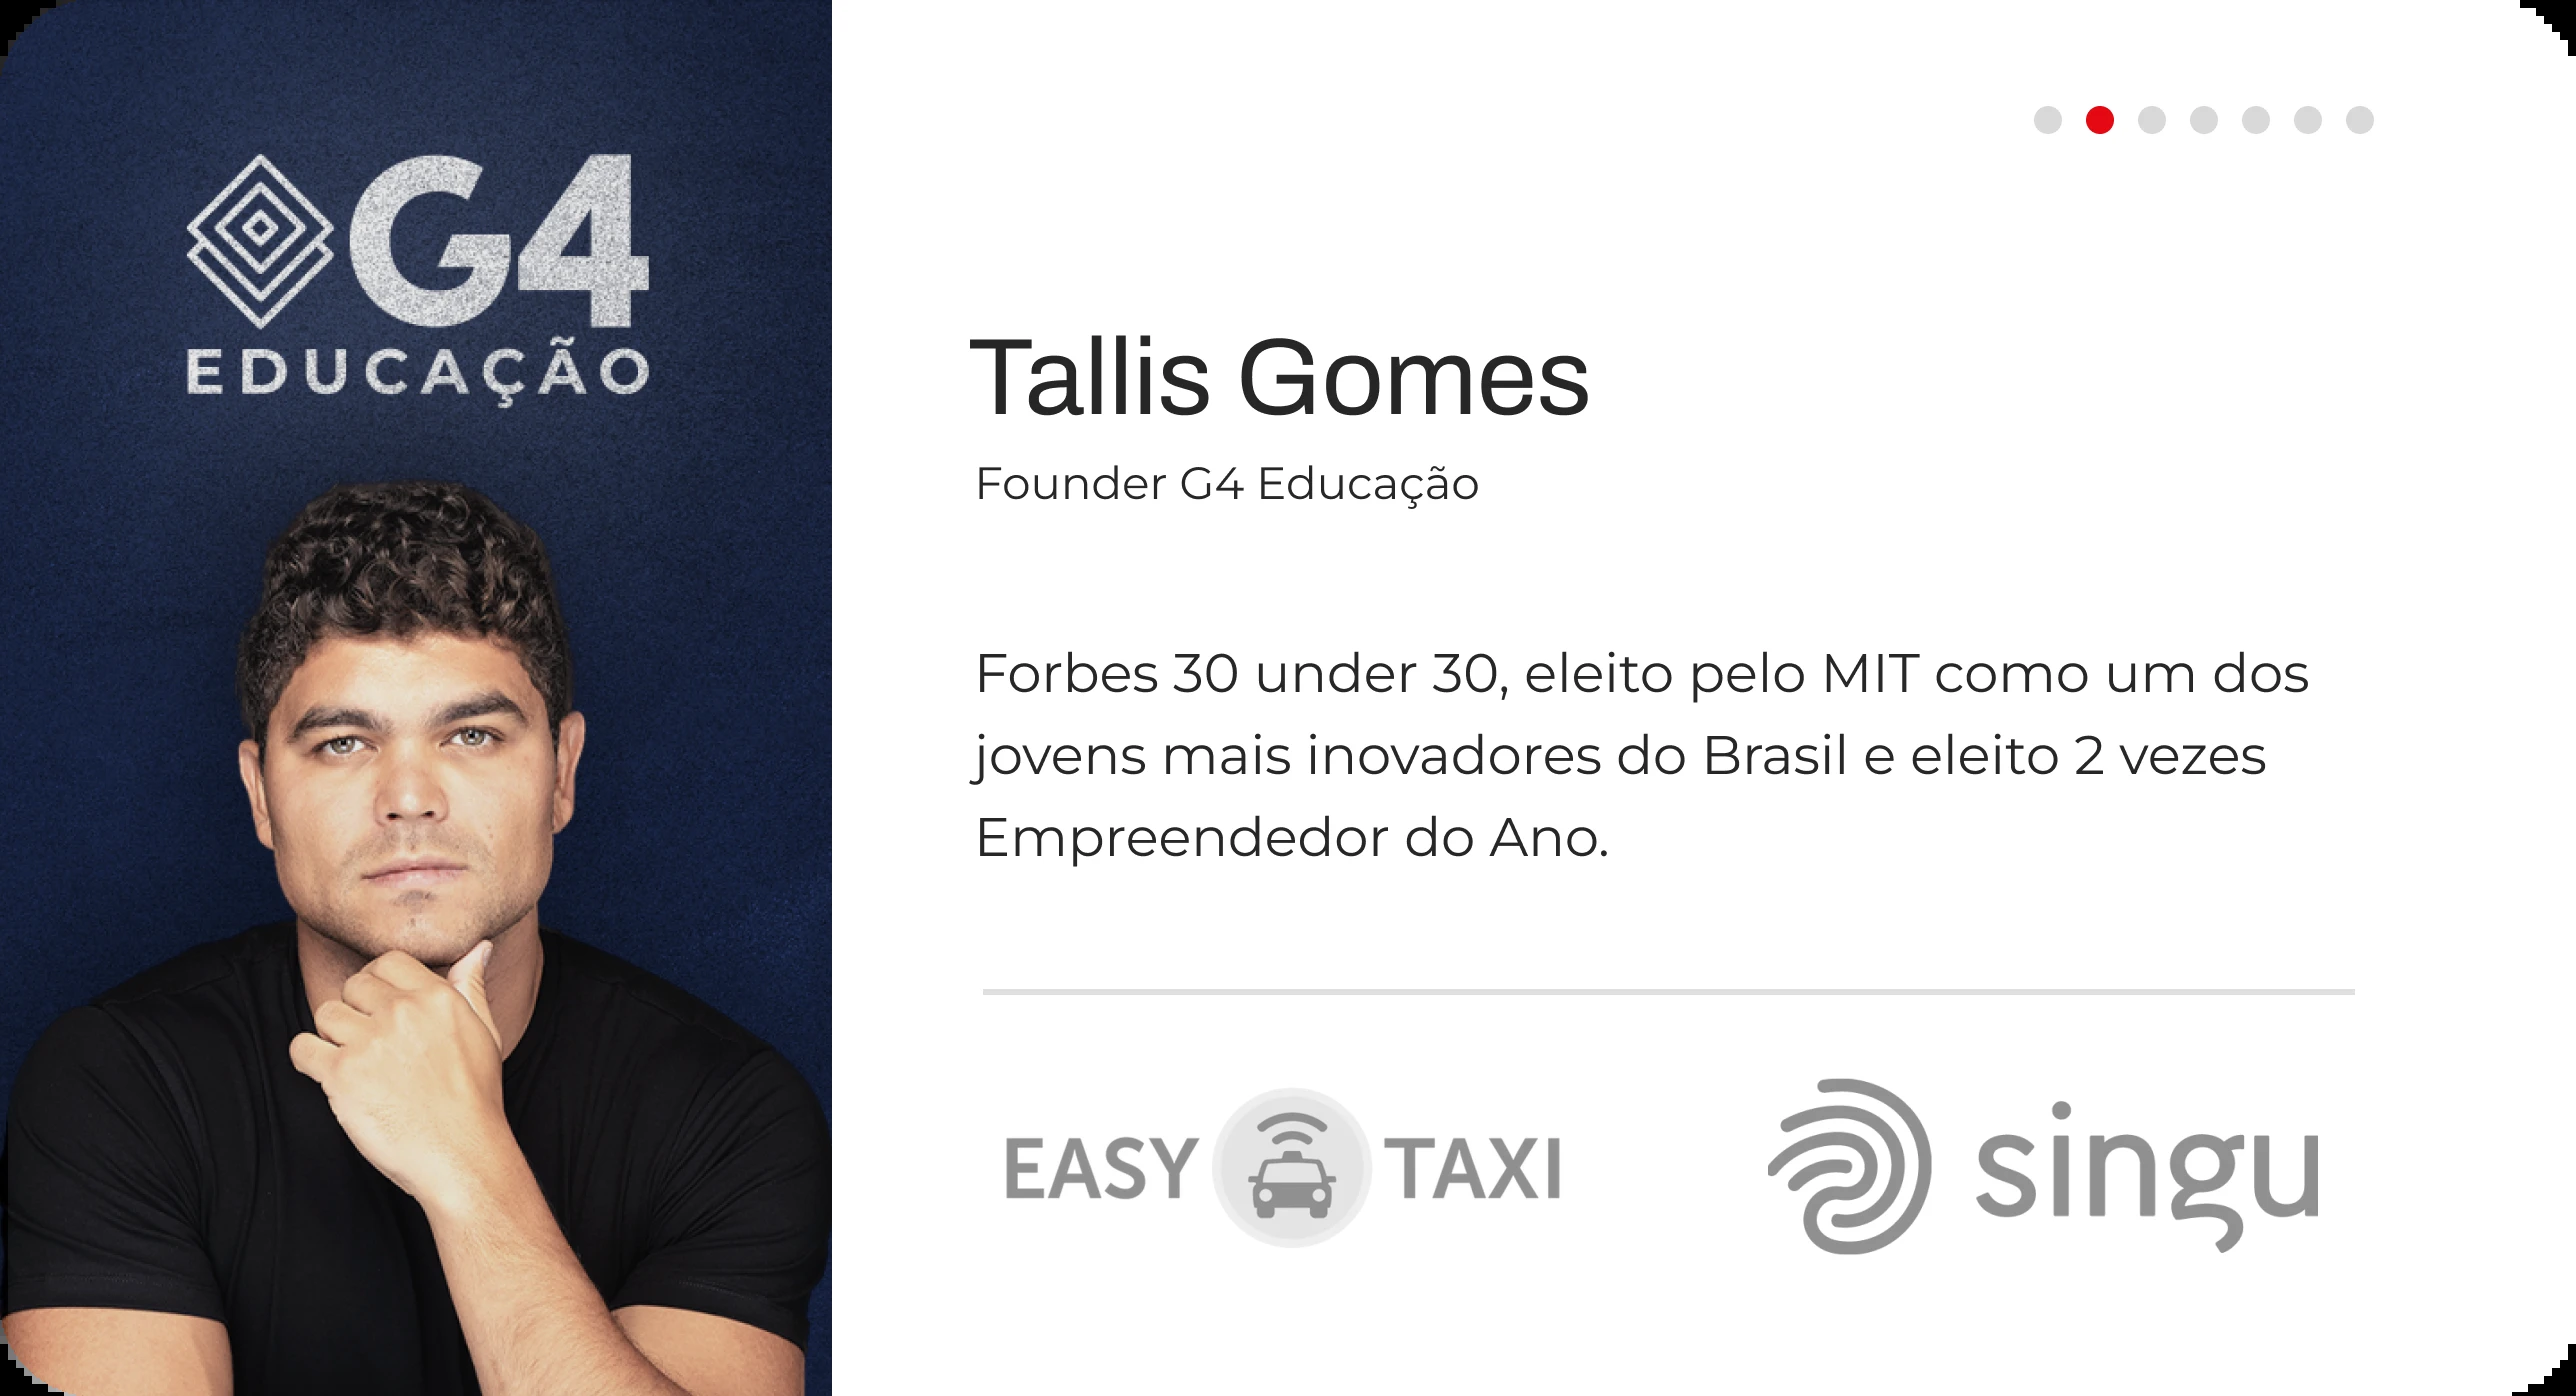 G4
EDUCAÇÃO
Tallis Gomes
Founder G4 Educação
Forbes 30 under 30, eleito pelo MIT como um dos
jovens mais inovadores do Brasil e eleito 2 vezes
Empreendedor do Ano.
EASY TAXI
singu